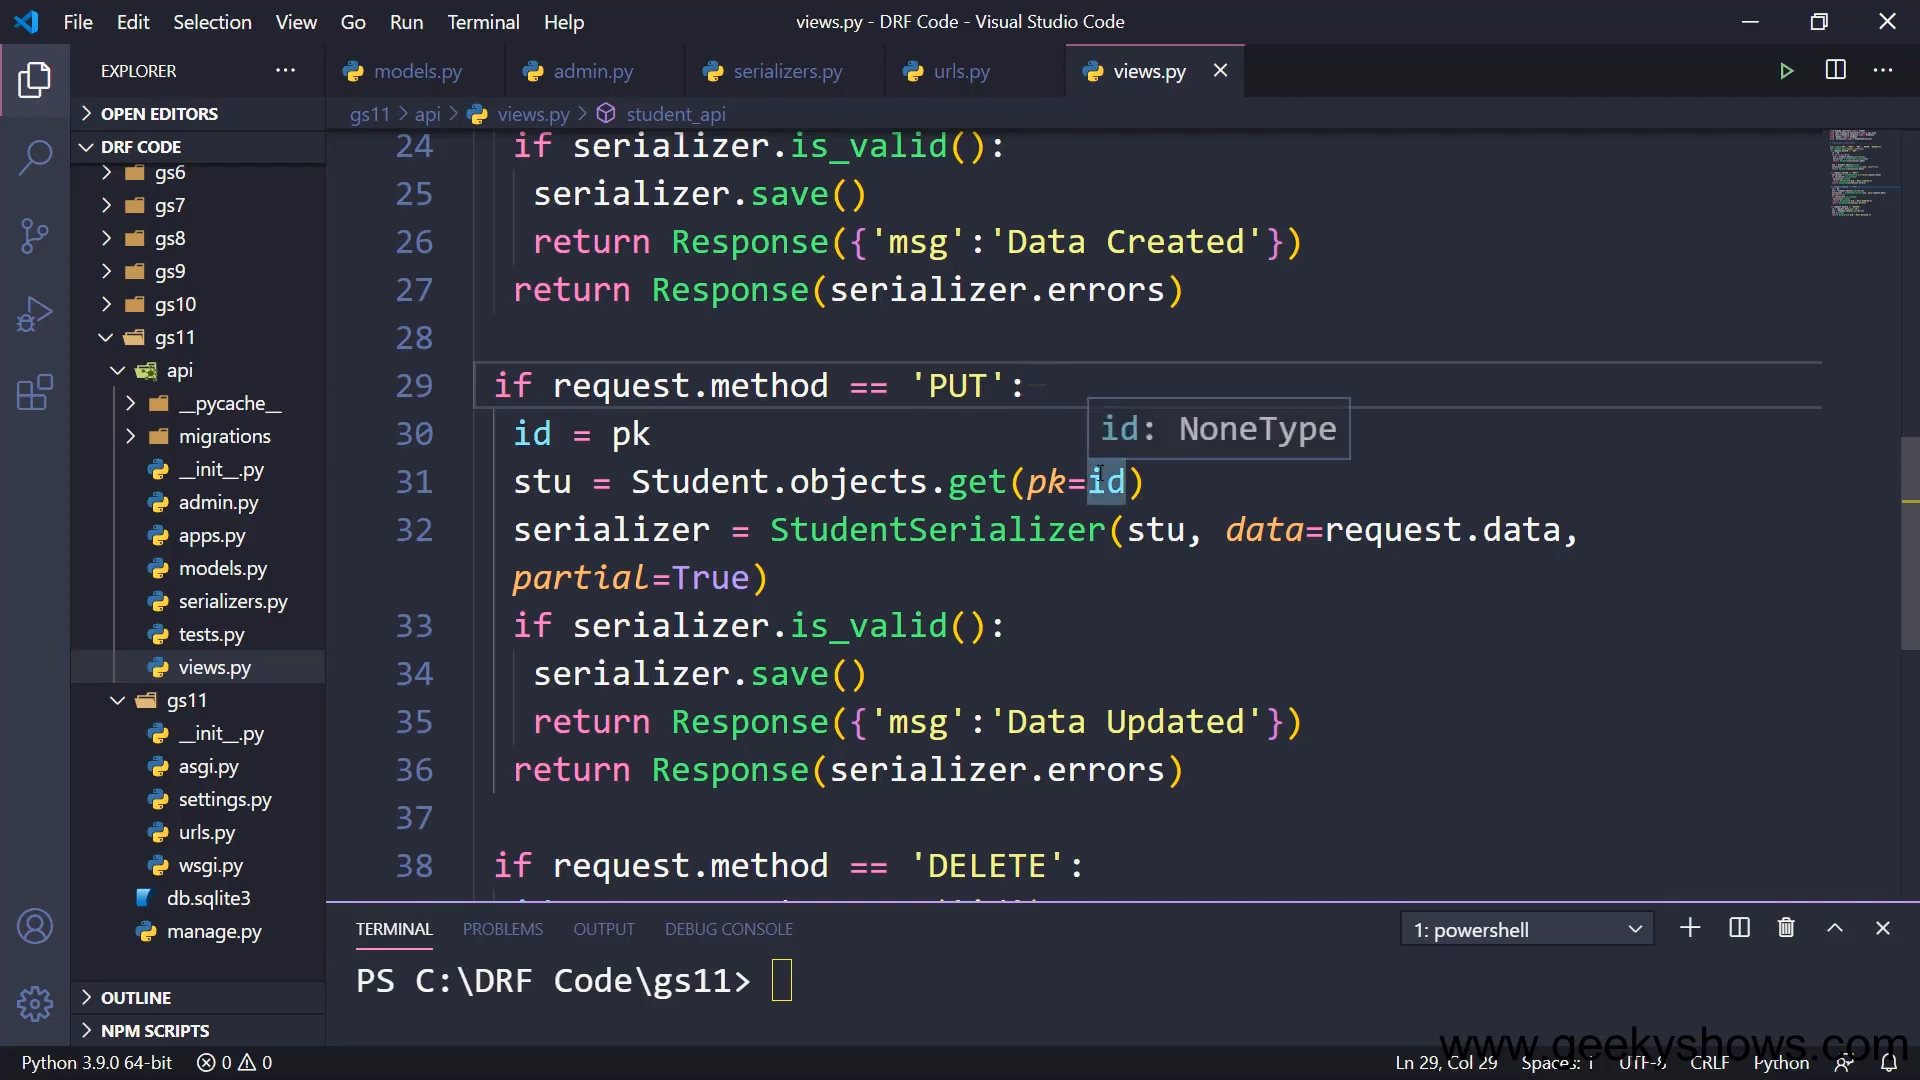 File Edit Selection View Go Run Terminal Help
views.py - DRF Code - Visual Studio Code
EXPLORER
models.py
admin.py
serializers.py
urls.py
views.py
OPEN EDITORS
gs11 > api > views.py > student_api
DRF CODE
gs6
gs7
gs8
gs9
gs10
gs11
api
__pycache__
migrations
__init__.py
admin.py
apps.py
models.py
serializers.py
tests.py
views.py
gs11
__init__.py
asgi.py
settings.py
urls.py
wsgi.py
db.sqlite3
manage.py
OUTLINE
NPM SCRIPTS
24 if serializer.is_valid():
25 serializer.save()
26 return Response({'msg':'Data Created'})
27 return Response(serializer.errors)
28
29 if request.method == 'PUT':
id: NoneType
30 id = pk
31 stu = Student.objects.get(pk=id)
32 serializer = StudentSerializer(stu, data=request.data,
partial=True)
33 if serializer.is_valid():
34 serializer.save()
35 return Response({'msg':'Data Updated'})
36 return Response(serializer.errors)
37
38 if request.method == 'DELETE':
TERMINAL PROBLEMS OUTPUT DEBUG CONSOLE
1: powershell
PS C:\DRF Code\gs11>
www.geekyshows.com
Python 3.9.0 64-bit 0 0
Ln 29, Col 29 Spaces: 1 UTF-8 CRLF Python